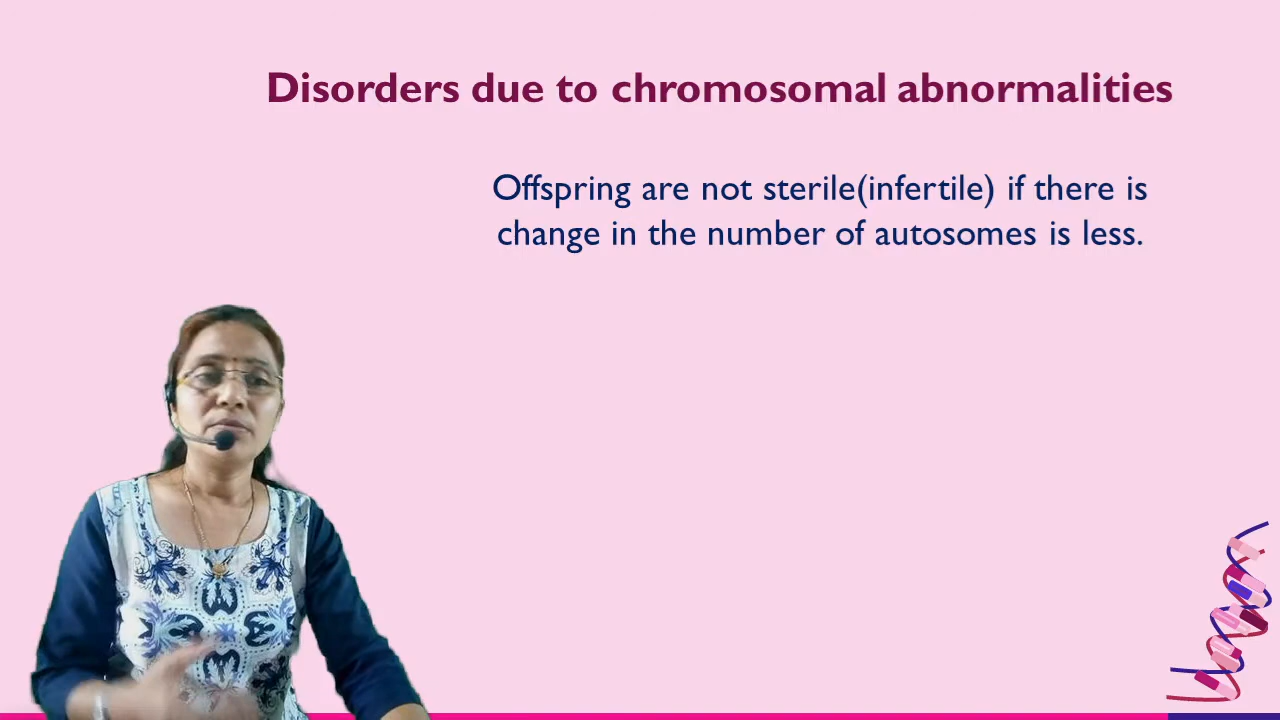 Disorders due to chromosomal abnormalities
Offspring are not sterile(infertile) if there is
change in the number of autosomes is less.